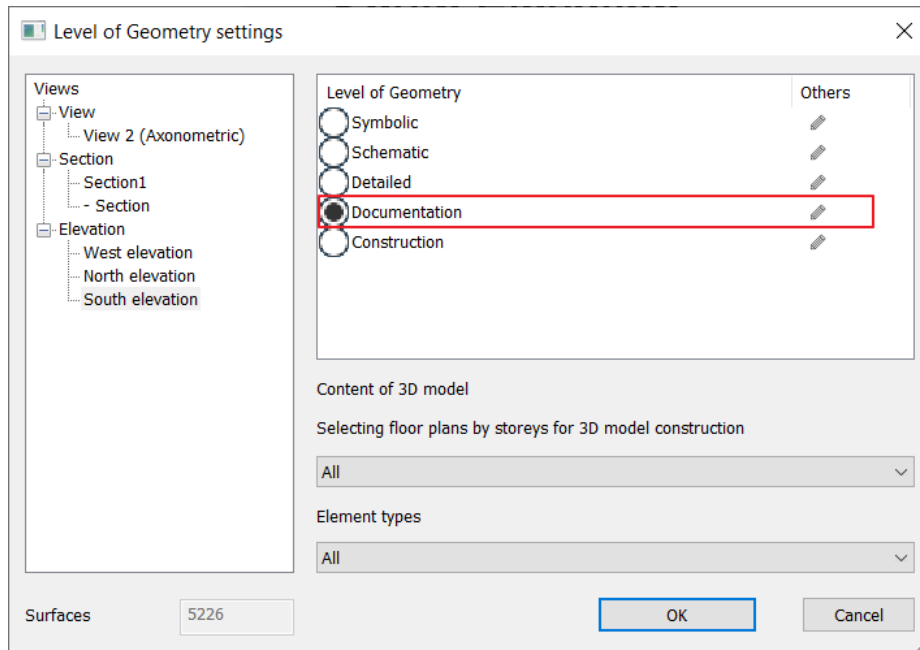 Level of Geometry settings
Views
View
View 2 (Axonometric)
Section
Section1
- Section
Elevation
West elevation
North elevation
South elevation
Level of Geometry Others
Symbolic
Schematic
Detailed
Documentation
Construction
Content of 3D model
Selecting floor plans by storeys for 3D model construction
All
Element types
All
Surfaces 5226 OK Cancel